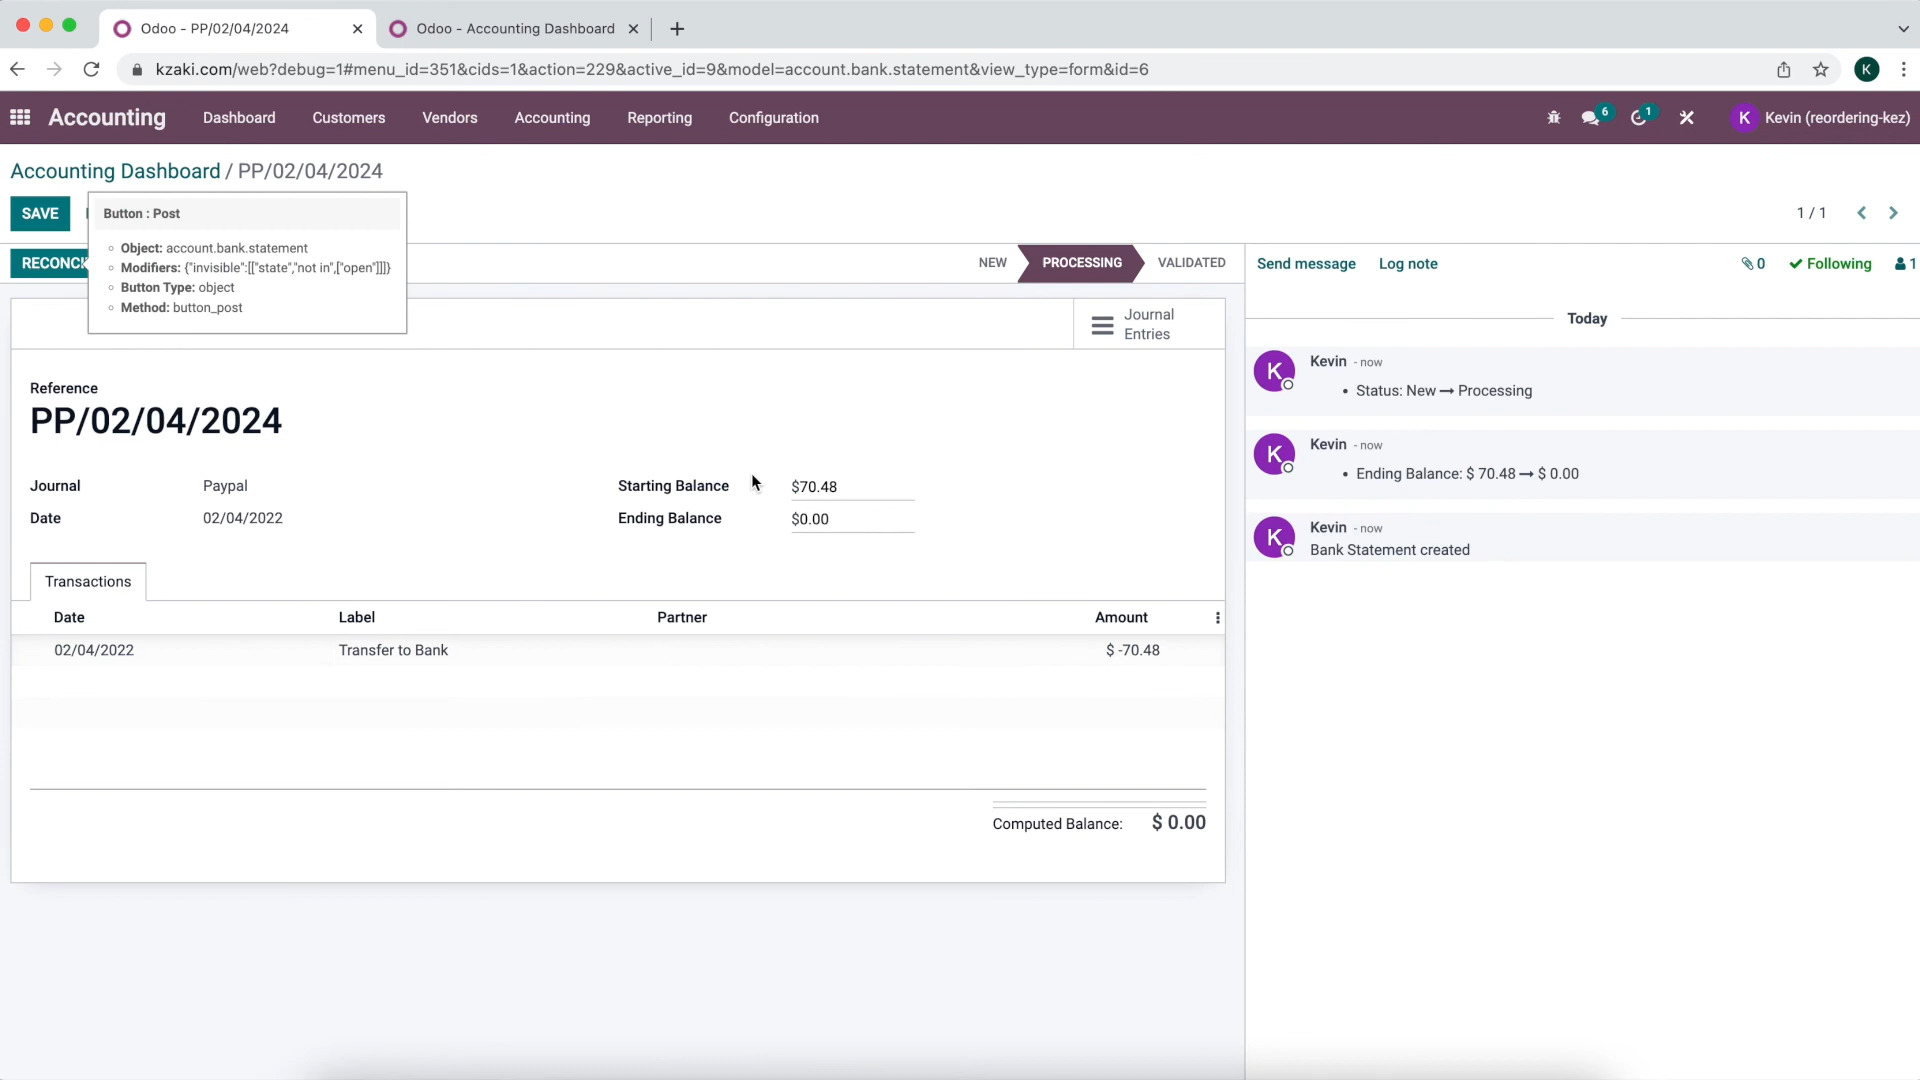 Odoo - PP/02/04/2024
Odoo - Accounting Dashboard
kzaki.com/web?debug=1#menu_id=351&cids=1&action=229&active_id=9&model=account.bank.statement&view_type=form&id=6
K
Accounting
Dashboard
Customers
Vendors
Accounting
Reporting
Configuration
6
1
K
Kevin (reordering-kez)
Accounting Dashboard / PP/02/04/2024
SAVE
Button : Post
Object: account.bank.statement
Modifiers: {"invisible":[["state","not in",["open"]]]}
Button Type: object
Method: button_post
1 / 1
RECONCI
NEW
PROCESSING
VALIDATED
Send message
Log note
0
Following
1
Journal
Entries
Today
Reference
PP/02/04/2024
Journal
Paypal
Date
02/04/2022
Starting Balance
$70.48
Ending Balance
$0.00
Transactions
Date
Label
Partner
Amount
02/04/2022
Transfer to Bank
$ -70.48
Computed Balance:
$ 0.00
K
Kevin - now
Status: New → Processing
K
Kevin - now
Ending Balance: $ 70.48 → $ 0.00
K
Kevin - now
Bank Statement created